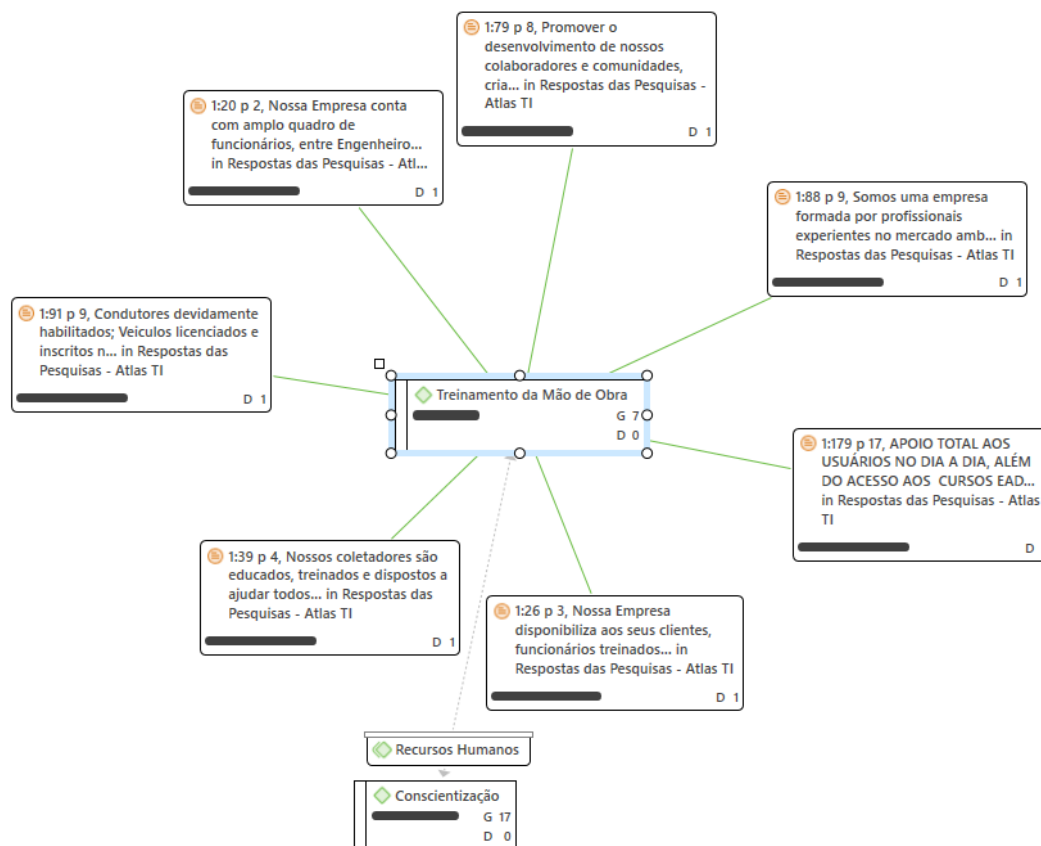 1:79 p 8, Promover o
desenvolvimento de nossos
colaboradores e comunidades,
cria... in Respostas das Pesquisas -
Atlas TI
D 1
1:20 p 2, Nossa Empresa conta
com amplo quadro de
funcionários, entre Engenheiro...
in Respostas das Pesquisas - Atl...
D 1
1:88 p 9, Somos uma empresa
formada por profissionais
experientes no mercado amb... in
Respostas das Pesquisas - Atlas TI
D 1
1:91 p 9, Condutores devidamente
habilitados; Veiculos licenciados e
inscritos n... in Respostas das
Pesquisas - Atlas TI
D 1
Treinamento da Mão de Obra
G 7
D 0
1:179 p 17, APOIO TOTAL AOS
USUÁRIOS NO DIA A DIA, ALÉM
DO ACESSO AOS CURSOS EAD...
in Respostas das Pesquisas - Atlas
TI
D
1:39 p 4, Nossos coletadores são
educados, treinados e dispostos a
ajudar todos... in Respostas das
Pesquisas - Atlas TI
D 1
1:26 p 3, Nossa Empresa
disponibiliza aos seus clientes,
funcionários treinados... in
Respostas das Pesquisas - Atlas TI
D 1
Recursos Humanos
Conscientização
G 17
D 0